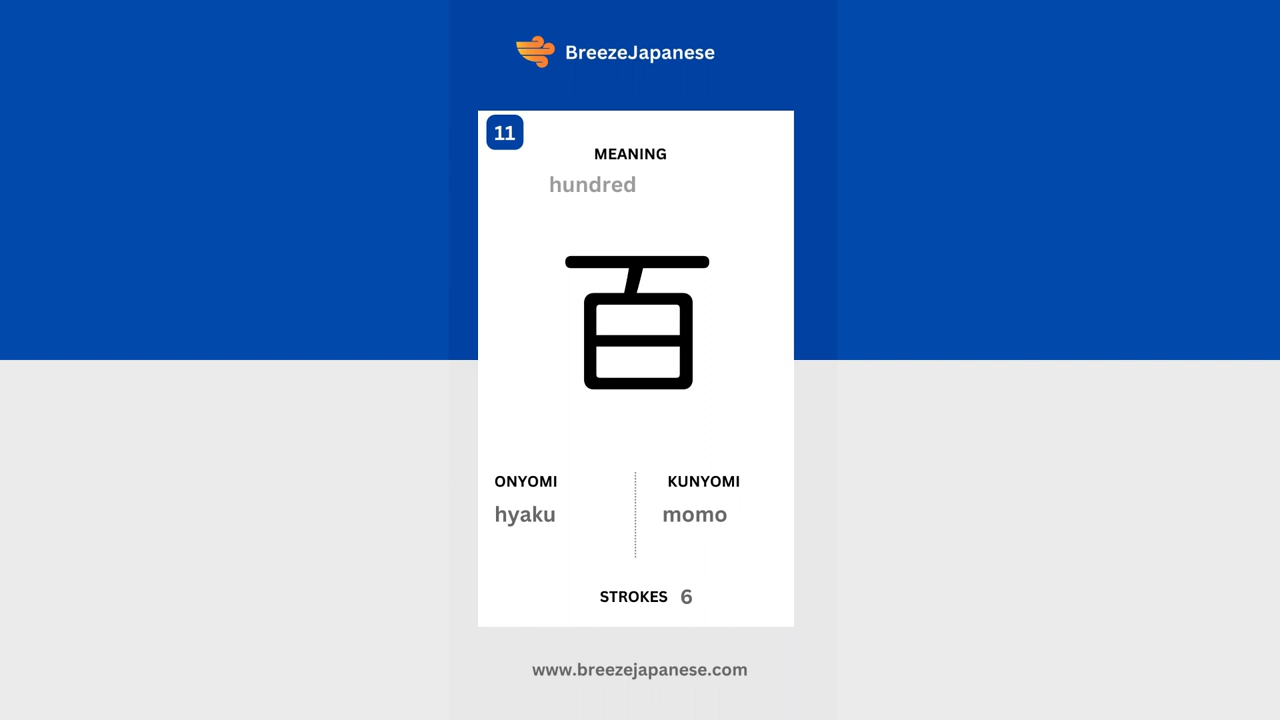 BreezeJapanese
11
MEANING
hundred
百
ONYOMI
hyaku
KUNYOMI
momo
STROKES 6
www.breezejapanese.com